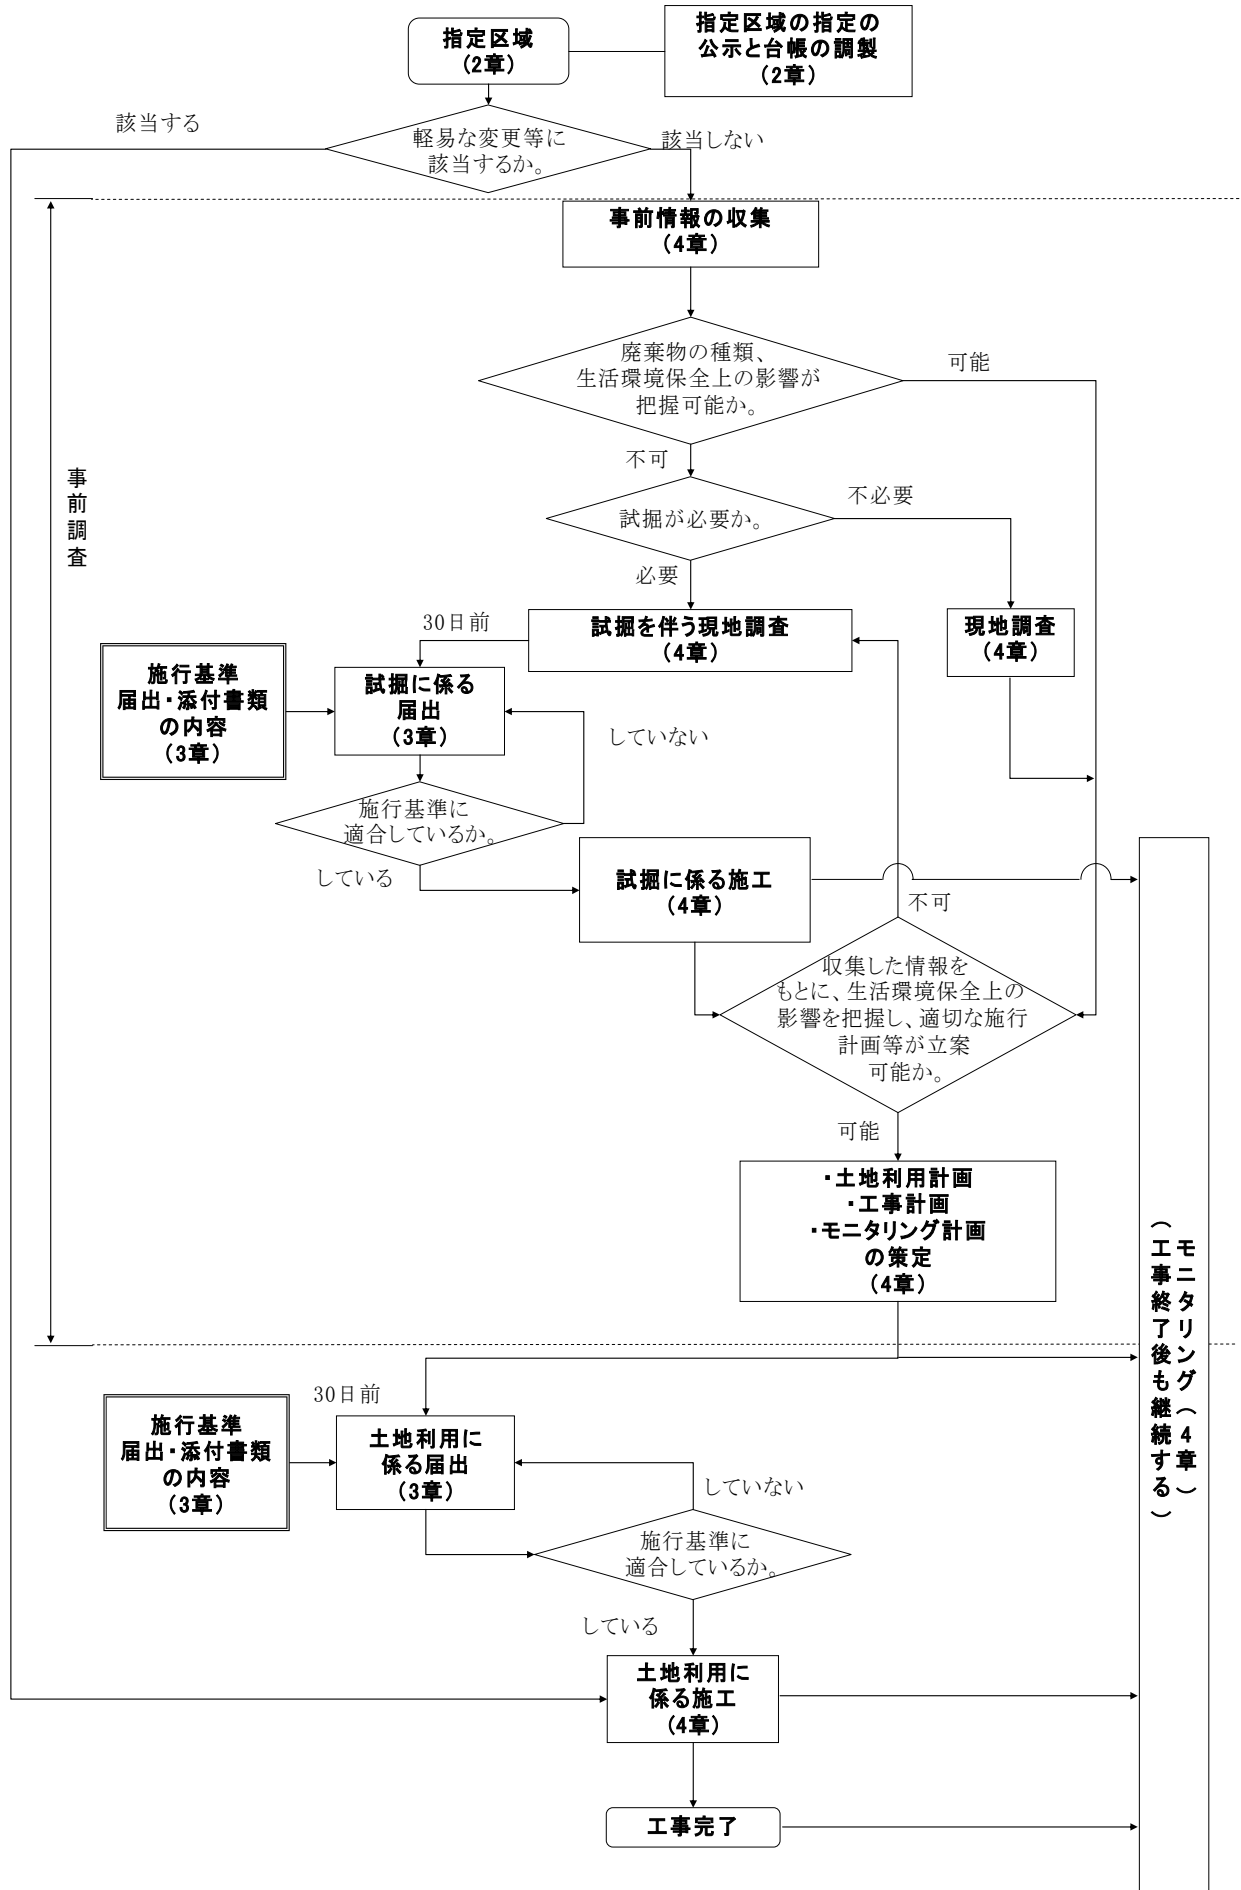 指定区域
(2章)
指定区域の指定の
公示と台帳の調製
(2章)
該当する
軽易な変更等に
該当するか。
該当しない
事前情報の収集
(4章)
廃棄物の種類、
生活環境保全上の影響が
把握可能か。
可能
不可
事前調査
試掘が必要か。
不必要
必要
30日前
試掘を伴う現地調査
(4章)
現地調査
(4章)
施行基準
届出・添付書類
の内容
(3章)
試掘に係る
届出
(3章)
していない
施行基準に
適合しているか。
している
試掘に係る施工
(4章)
不可
収集した情報を
もとに、生活環境保全上の
影響を把握し、適切な施行
計画等が立案
可能か。
可能
・土地利用計画
・工事計画
・モニタリング計画
の策定
(4章)
モニタリング(4章)
(工事終了後も継続する)
30日前
施行基準
届出・添付書類
の内容
(3章)
土地利用に
係る届出
(3章)
していない
施行基準に
適合しているか。
している
土地利用に
係る施工
(4章)
工事完了